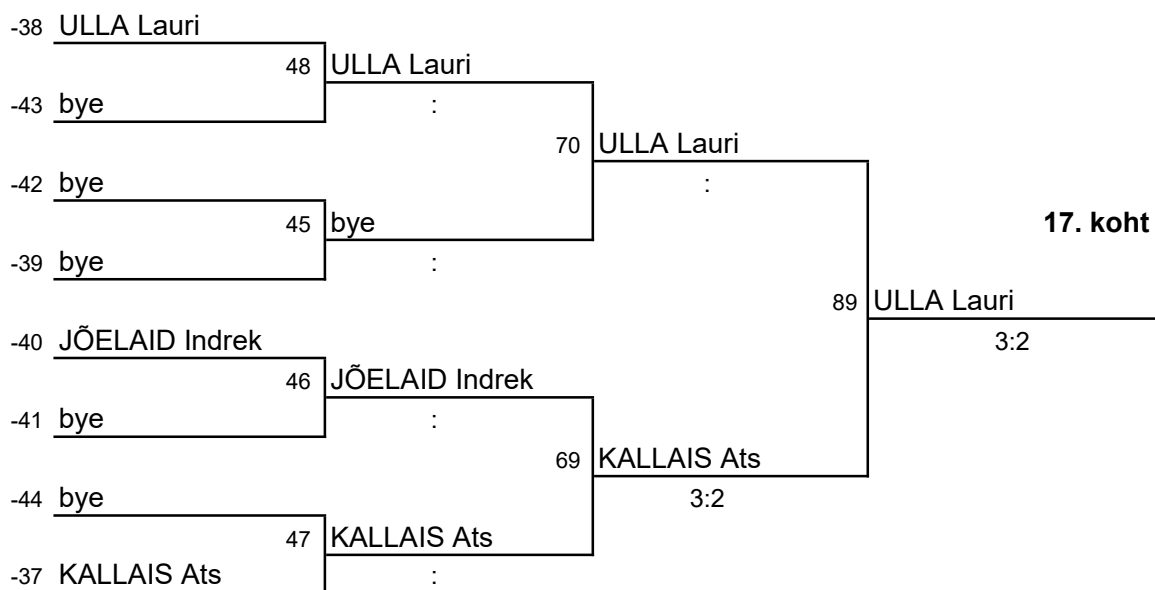 -38 ULLA Lauri
48 ULLA Lauri
-43 bye :
70 ULLA Lauri
-42 bye :
45 bye 17. koht
-39 bye :
89 ULLA Lauri
-40 JÕELAID Indrek 3:2
46 JÕELAID Indrek
-41 bye :
69 KALLAIS Ats
-44 bye 3:2
47 KALLAIS Ats
-37 KALLAIS Ats :